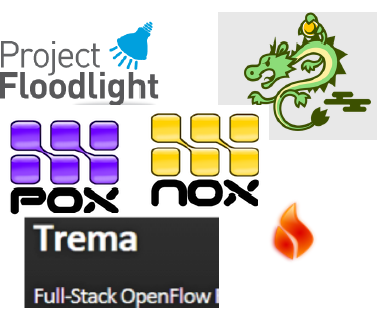 Project
Floodlight
POX
nOX
Trema
Full-Stack OpenFlow